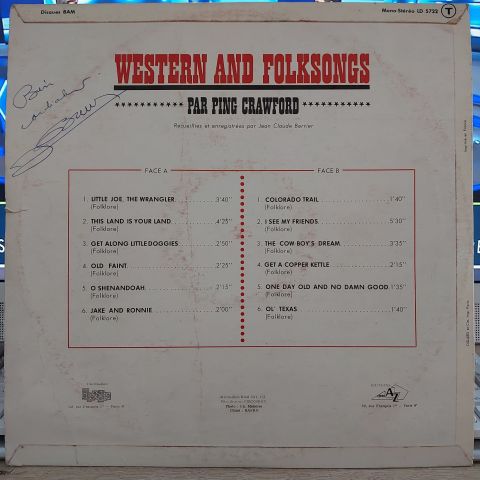 Disques BAM
Mono-Stéréo LD 5722 T
WESTERN AND FOLKSONGS
PAR PING CRAWFORD
Recueillies et enregistrées par Jean Claude Bernier
Bien
FACE A
1. LITTLE JOE, THE WRANGLER 3'40"
(Folklore)
2. THIS LAND IS YOUR LAND 4'25"
(Folklore)
3. GET ALONG LITTLE DOGGIES 2'50"
(Folklore)
4. OLD FAINT 2'25"
(Folklore)
5. O SHENANDOAH 2'15"
(Folklore)
6. JAKE AND RONNIE 2'00"
(Folklore)
FACE B
1. COLORADO TRAIL 1'40"
(Folklore)
2. I SEE MY FRIENDS 5'30"
(Folklore)
3. THE COW BOY'S DREAM 3'35"
(Folklore)
4. GET A COPPER KETTLE 2'15"
(Folklore)
5. ONE DAY OLD AND NO DAMN GOOD 1'35"
(Folklore)
6. OL' TEXAS 1'40"
(Folklore)